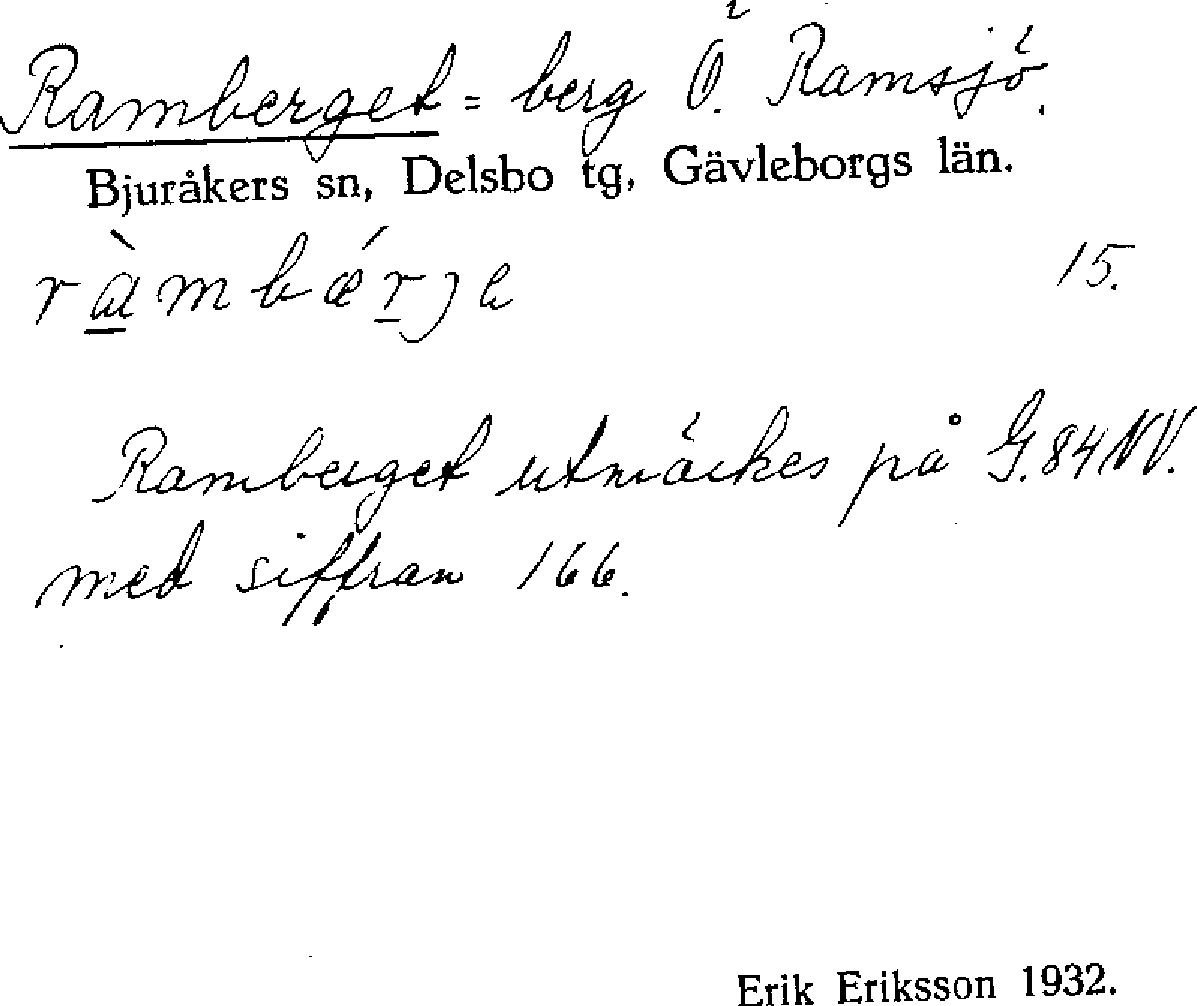 Ramberget = berg Ö. Ramsjö.
Bjuråkers sn, Delsbo tg, Gävleborgs län.
ràmbǽrje 15.
Ramberget utmärkes på G. 84 NV.
med siffran 166.
Erik Eriksson 1932.